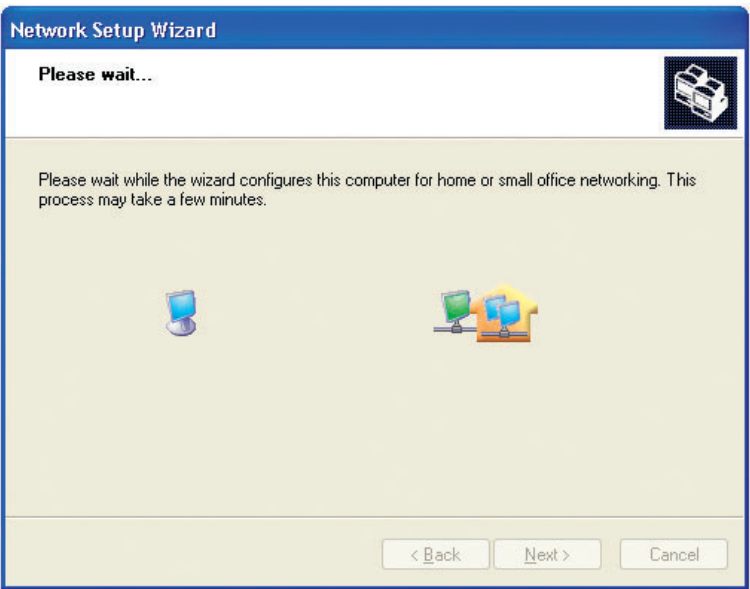 Network Setup Wizard
Please wait...
Please wait while the wizard configures this computer for home or small office networking. This
process may take a few minutes.
< Back
Next >
Cancel